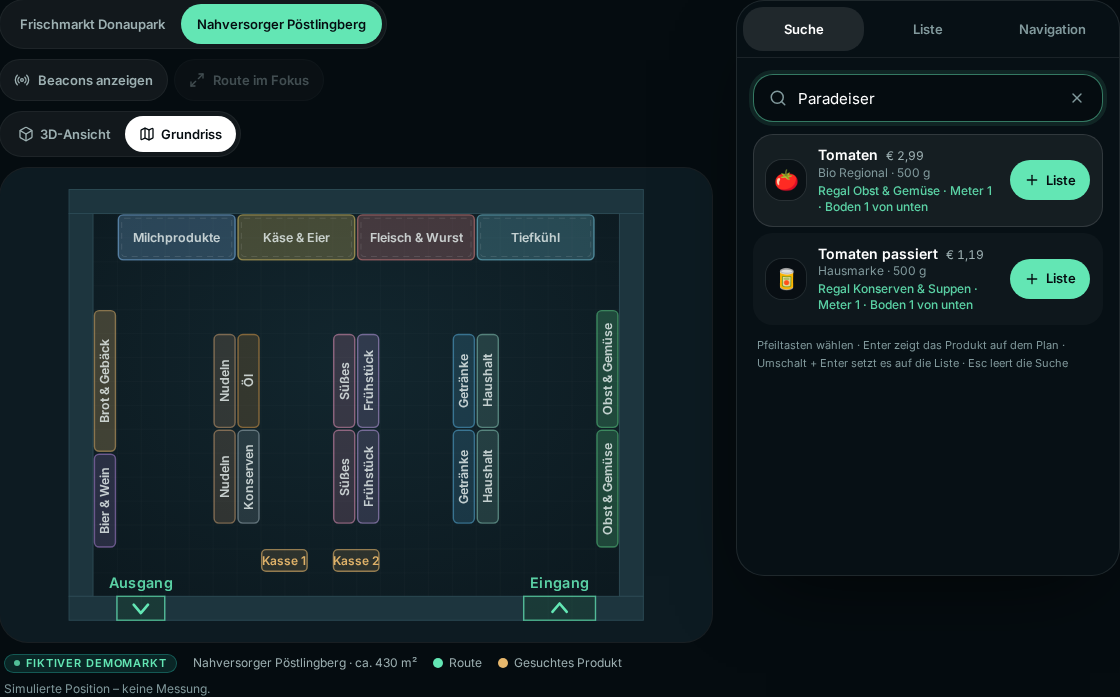 Frischmarkt Donaupark
Nahversorger Pöstlingberg
Beacons anzeigen
Route im Fokus
3D-Ansicht
Grundriss
Milchprodukte
Käse & Eier
Fleisch & Wurst
Tiefkühl
Brot & Gebäck
Bier & Wein
Nudeln
Öl
Nudeln
Konserven
Süßes
Frühstück
Süßes
Frühstück
Getränke
Haushalt
Getränke
Haushalt
Obst & Gemüse
Obst & Gemüse
Kasse 1
Kasse 2
Ausgang
Eingang
FIKTIVER DEMOMARKT
Nahversorger Pöstlingberg · ca. 430 m²
Route
Gesuchtes Produkt
Simulierte Position – keine Messung.
Suche
Liste
Navigation
Paradeiser
Tomaten € 2,99
Bio Regional · 500 g
Regal Obst & Gemüse · Meter 1
· Boden 1 von unten
+ Liste
Tomaten passiert € 1,19
Hausmarke · 500 g
Regal Konserven & Suppen ·
Meter 1 · Boden 1 von unten
+ Liste
Pfeiltasten wählen · Enter zeigt das Produkt auf dem Plan ·
Umschalt + Enter setzt es auf die Liste · Esc leert die Suche